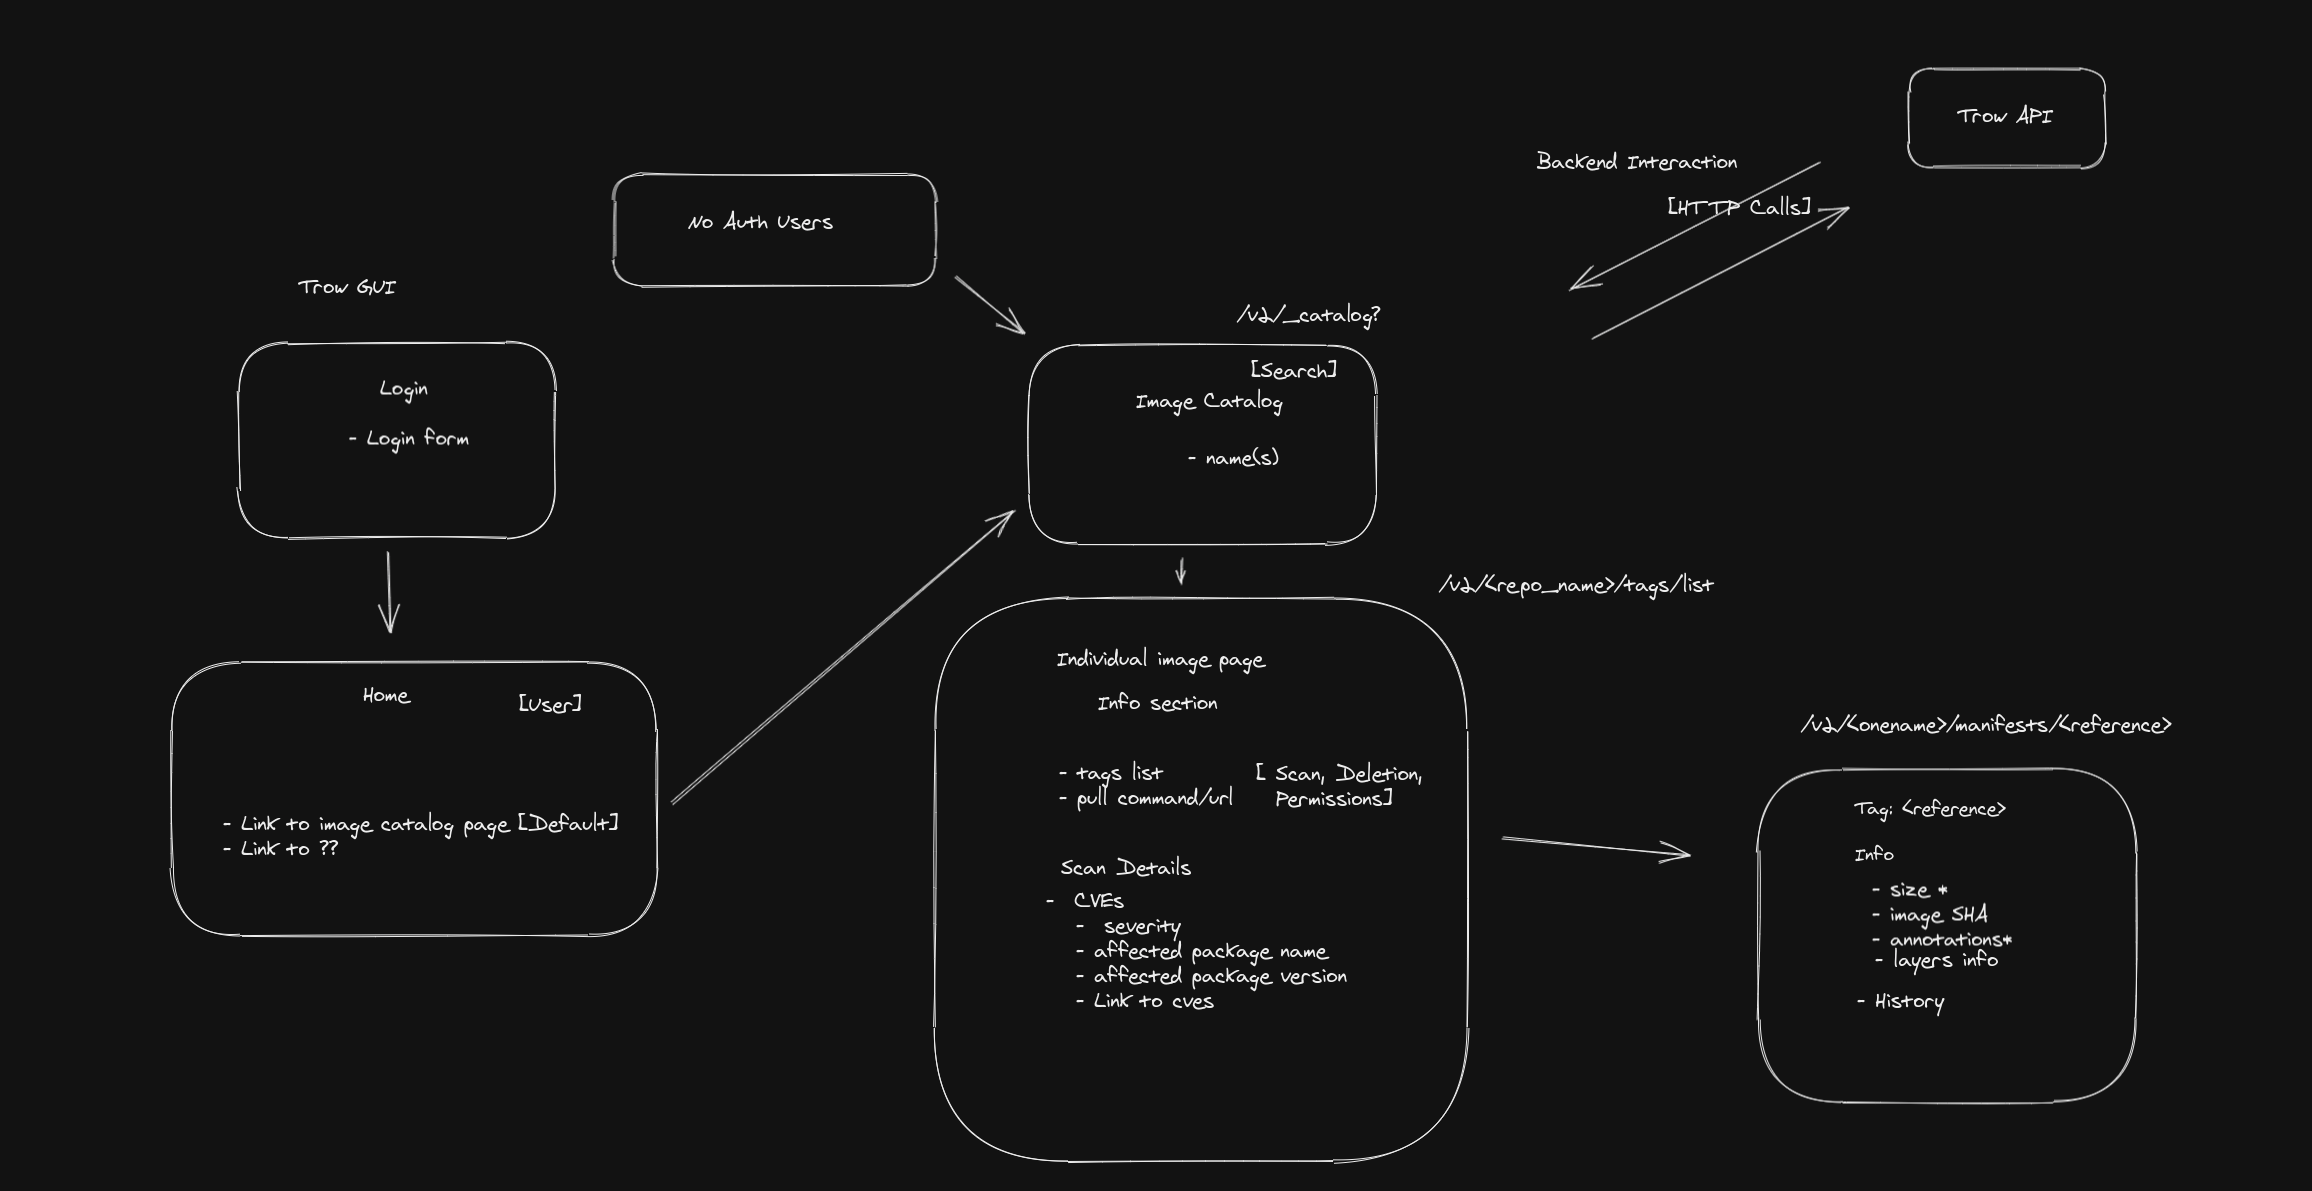 Trow API
Backend Interaction
[HTTP Calls]
No Auth Users
Trow GUI
Login
- Login form
Home
[User]
- Link to image catalog page [Default]
- Link to ??
/v2/_catalog?
[Search]
Image Catalog
- name(s)
/v2/<repo_name>/tags/list
Individual image page
Info section
- tags list
- pull command/url
[ Scan, Deletion,
Permissions]
Scan Details
- CVEs
- severity
- affected package name
- affected package version
- Link to cves
/v2/<onename>/manifests/<reference>
Tag: <reference>
Info
- size *
- image SHA
- annotations*
- layers info
- History